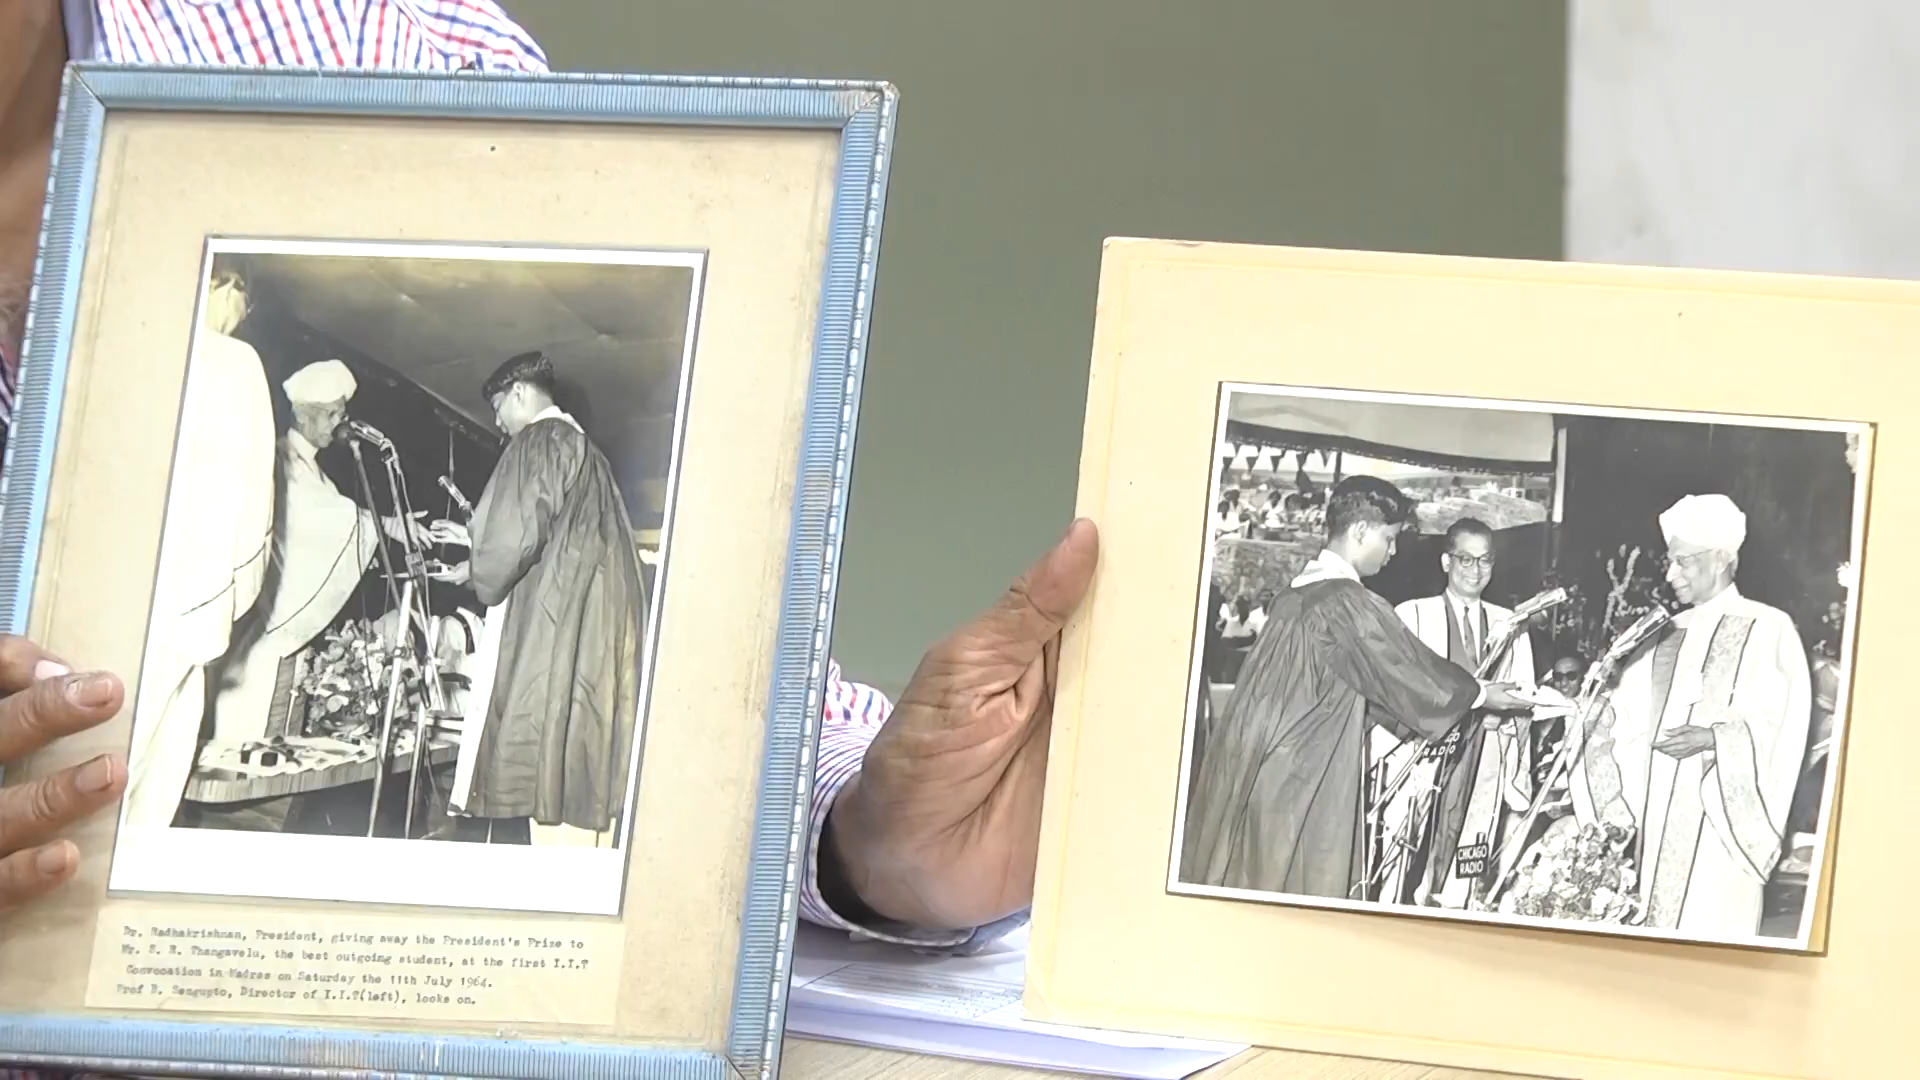 Dr. Radhakrishnan, President, giving away the President's Prize to
Mr. S. R. Thangavelu, the best outgoing student, at the first I.I.T
Convocation in Madras on Saturday the 11th July 1964.
Prof B. Sengupto, Director of I.I.T(left), looks on.
RADIO
CHICAGO
RADIO